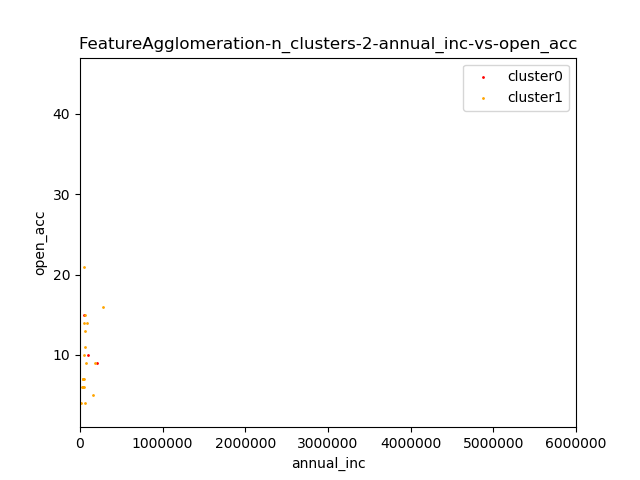 FeatureAgglomeration-n_clusters-2-annual_inc-vs-open_acc
cluster0
cluster1
40
30
20
10
open_acc
0 1000000 2000000 3000000 4000000 5000000 6000000
annual_inc